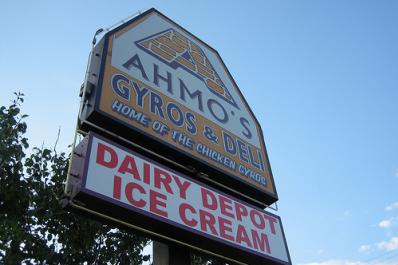 AHMO'S
GYROS & DELI
HOME OF THE CHICKEN GYROS
DAIRY DEPOT
ICE CREAM